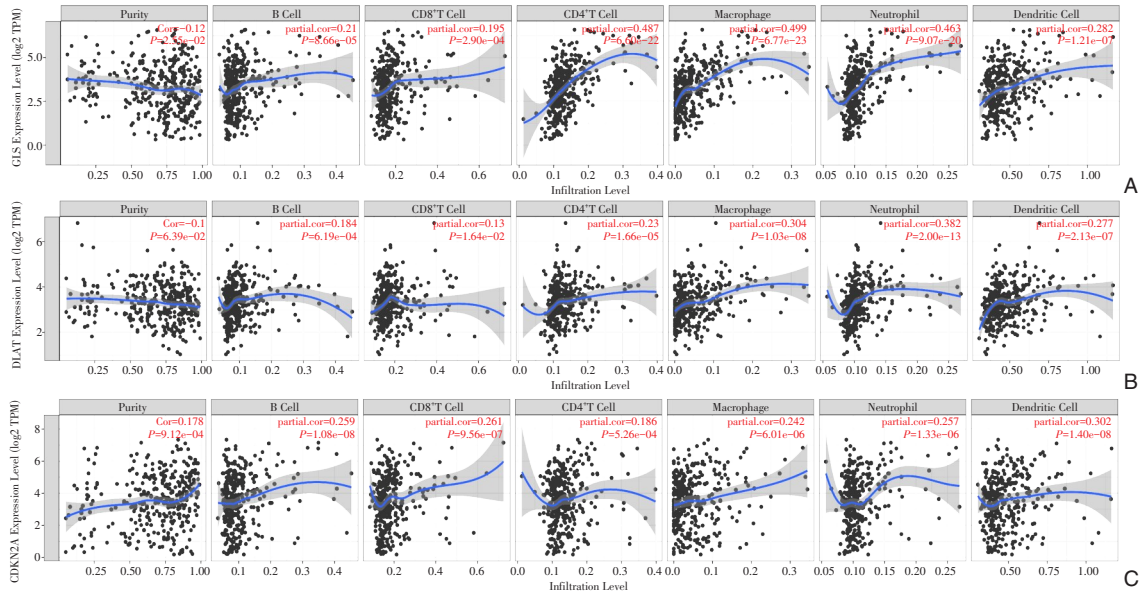 Purity B Cell CD8⁺T Cell CD4⁺T Cell Macrophage Neutrophil Dendritic Cell
Cor=-0.12 partial.cor=0.21 partial.cor=0.195 partial.cor=0.487 partial.cor=0.499 partial.cor=0.463 partial.cor=0.282
P=8.66e-05 P=2.90e-04 P=6.77e-23 P=9.07e-20 P=1.21e-07
GLS Expression Level (log2 TPM)
5.0
2.5
0.0
0.25 0.50 0.75 1.00 0.1 0.2 0.3 0.4 0.2 0.4 0.6 0.0 0.1 0.2 0.3 0.4 0.0 0.1 0.2 0.3 0.05 0.10 0.15 0.20 0.25 0.50 0.75 1.00
Infiltration Level
A
Purity B Cell CD8⁺T Cell CD4⁺T Cell Macrophage Neutrophil Dendritic Cell
Cor=-0.1 partial.cor=0.184 partial.cor=0.13 partial.cor=0.23 partial.cor=0.304 partial.cor=0.382 partial.cor=0.277
P=6.39e-02 P=6.19e-04 P=1.64e-02 P=1.66e-05 P=1.03e-08 P=2.00e-13 P=2.13e-07
DLAT Expression Level (log2 TPM)
6
4
2
0.25 0.50 0.75 1.00 0.1 0.2 0.3 0.4 0.2 0.4 0.6 0.0 0.1 0.2 0.3 0.4 0.0 0.1 0.2 0.3 0.05 0.10 0.15 0.20 0.25 0.50 0.75 1.00
Infiltration Level
B
Purity B Cell CD8⁺T Cell CD4⁺T Cell Macrophage Neutrophil Dendritic Cell
Cor=0.178 partial.cor=0.259 partial.cor=0.261 partial.cor=0.186 partial.cor=0.242 partial.cor=0.257 partial.cor=0.302
P=9.12e-04 P=1.08e-08 P=9.56e-07 P=5.26e-04 P=6.01e-06 P=1.33e-06 P=1.40e-08
CDKN2A Expression Level (log2 TPM)
8
6
4
2
0
0.25 0.50 0.75 1.00 0.1 0.2 0.3 0.4 0.2 0.4 0.6 0.0 0.1 0.2 0.3 0.4 0.0 0.1 0.2 0.3 0.05 0.10 0.15 0.20 0.25 0.50 0.75 1.00
Infiltration Level
C